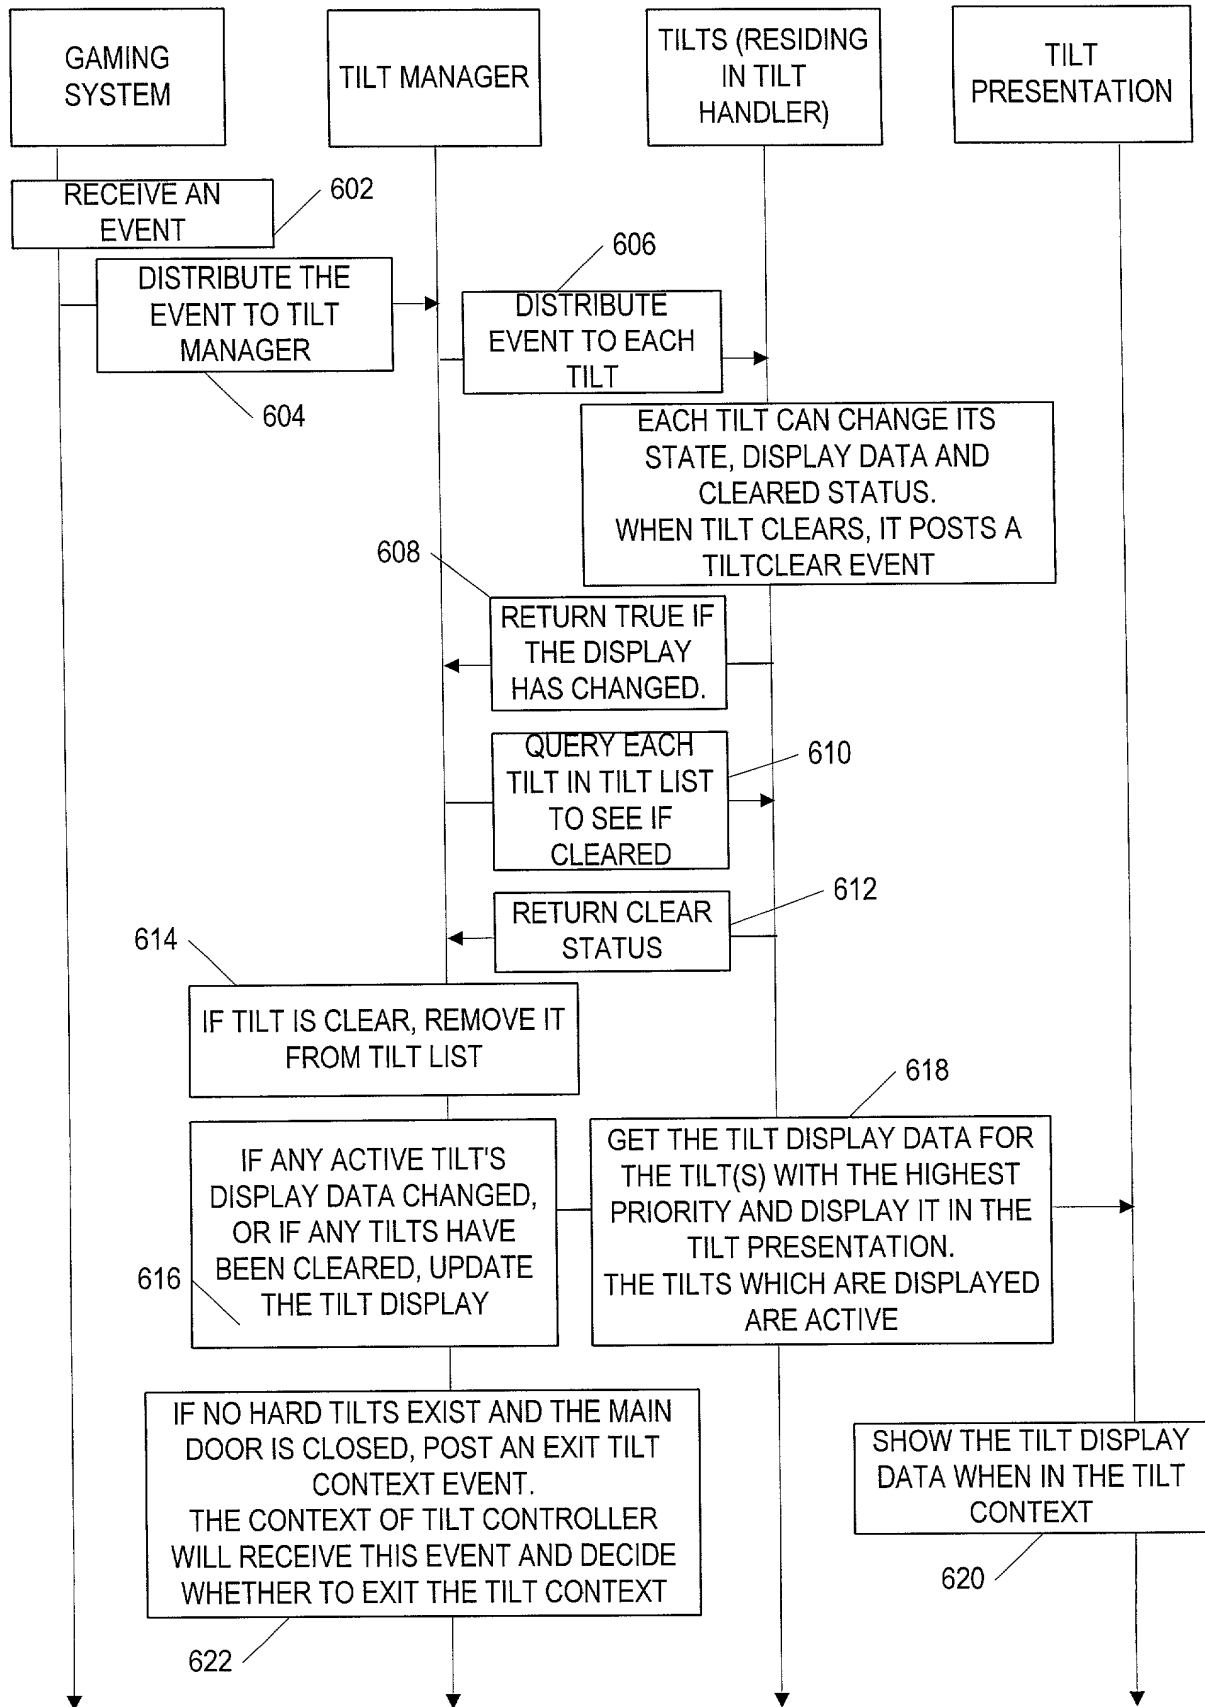 GAMING
SYSTEM
TILT MANAGER
TILTS (RESIDING
IN TILT
HANDLER)
TILT
PRESENTATION
RECEIVE AN
EVENT
602
DISTRIBUTE THE
EVENT TO TILT
MANAGER
604
606
DISTRIBUTE
EVENT TO EACH
TILT
EACH TILT CAN CHANGE ITS
STATE, DISPLAY DATA AND
CLEARED STATUS.
WHEN TILT CLEARS, IT POSTS A
TILTCLEAR EVENT
608
RETURN TRUE IF
THE DISPLAY
HAS CHANGED.
QUERY EACH
TILT IN TILT LIST
TO SEE IF
CLEARED
610
RETURN CLEAR
STATUS
612
614
IF TILT IS CLEAR, REMOVE IT
FROM TILT LIST
IF ANY ACTIVE TILT'S
DISPLAY DATA CHANGED,
OR IF ANY TILTS HAVE
BEEN CLEARED, UPDATE
THE TILT DISPLAY
616
618
GET THE TILT DISPLAY DATA FOR
THE TILT(S) WITH THE HIGHEST
PRIORITY AND DISPLAY IT IN THE
TILT PRESENTATION.
THE TILTS WHICH ARE DISPLAYED
ARE ACTIVE
IF NO HARD TILTS EXIST AND THE MAIN
DOOR IS CLOSED, POST AN EXIT TILT
CONTEXT EVENT.
THE CONTEXT OF TILT CONTROLLER
WILL RECEIVE THIS EVENT AND DECIDE
WHETHER TO EXIT THE TILT CONTEXT
622
SHOW THE TILT DISPLAY
DATA WHEN IN THE TILT
CONTEXT
620